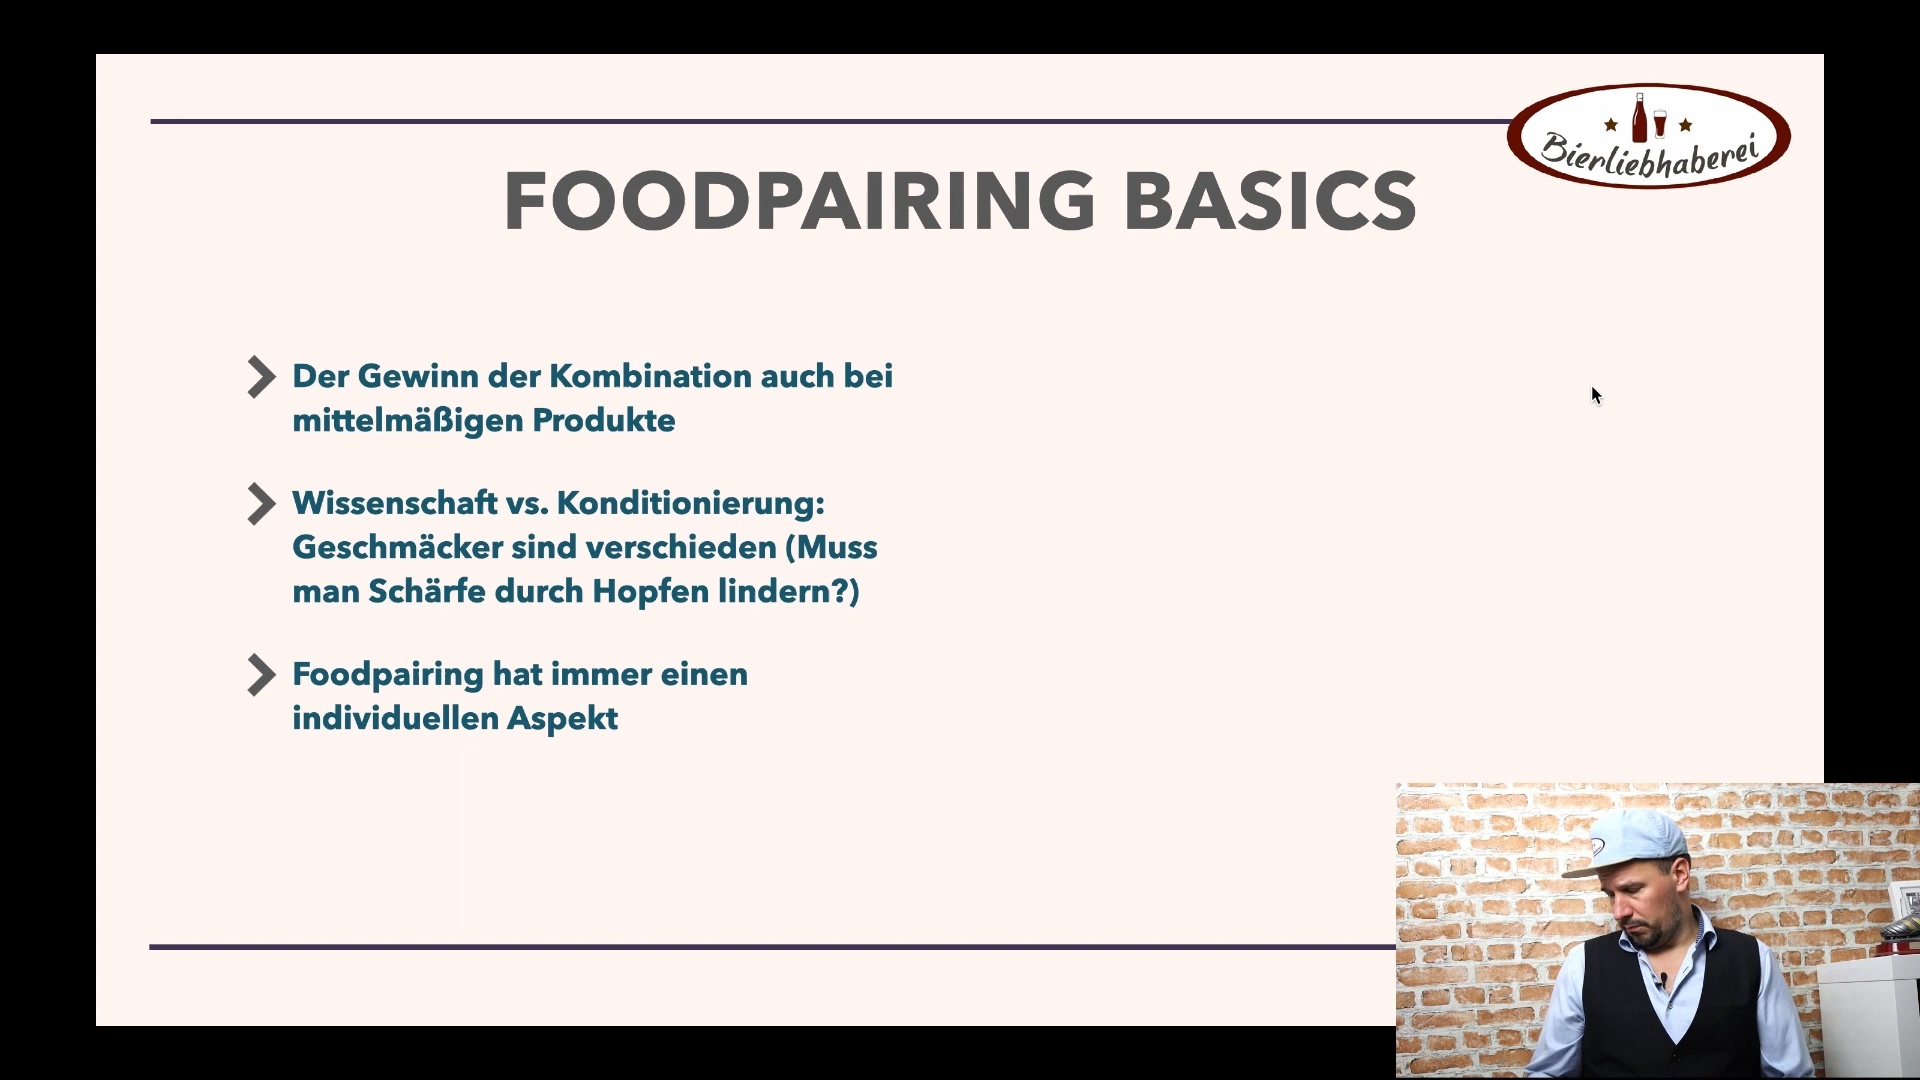 Bierliebhaberei
FOODPAIRING BASICS
Der Gewinn der Kombination auch bei
mittelmäßigen Produkte
Wissenschaft vs. Konditionierung:
Geschmäcker sind verschieden (Muss
man Schärfe durch Hopfen lindern?)
Foodpairing hat immer einen
individuellen Aspekt